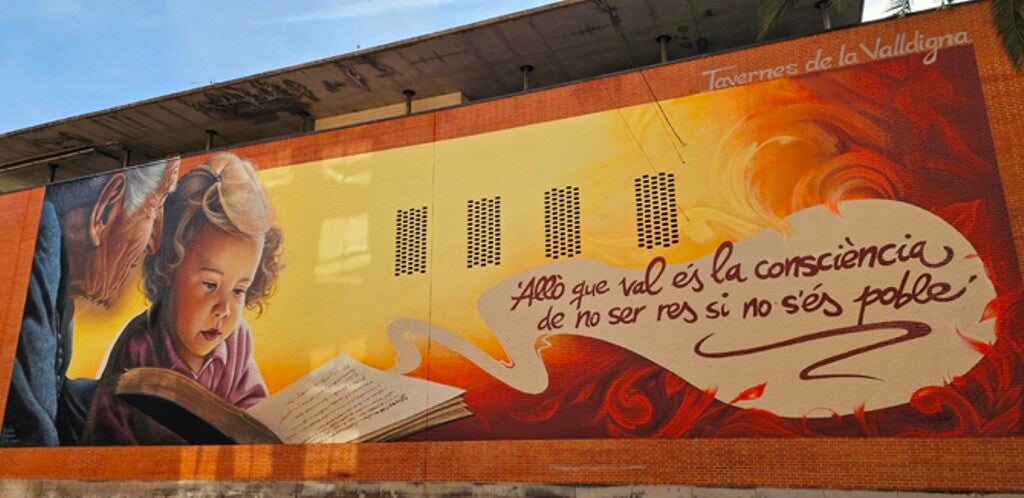 Tavernes de la Valldigna
'Allò que val és la consciència
de no ser res si no s'és poble'